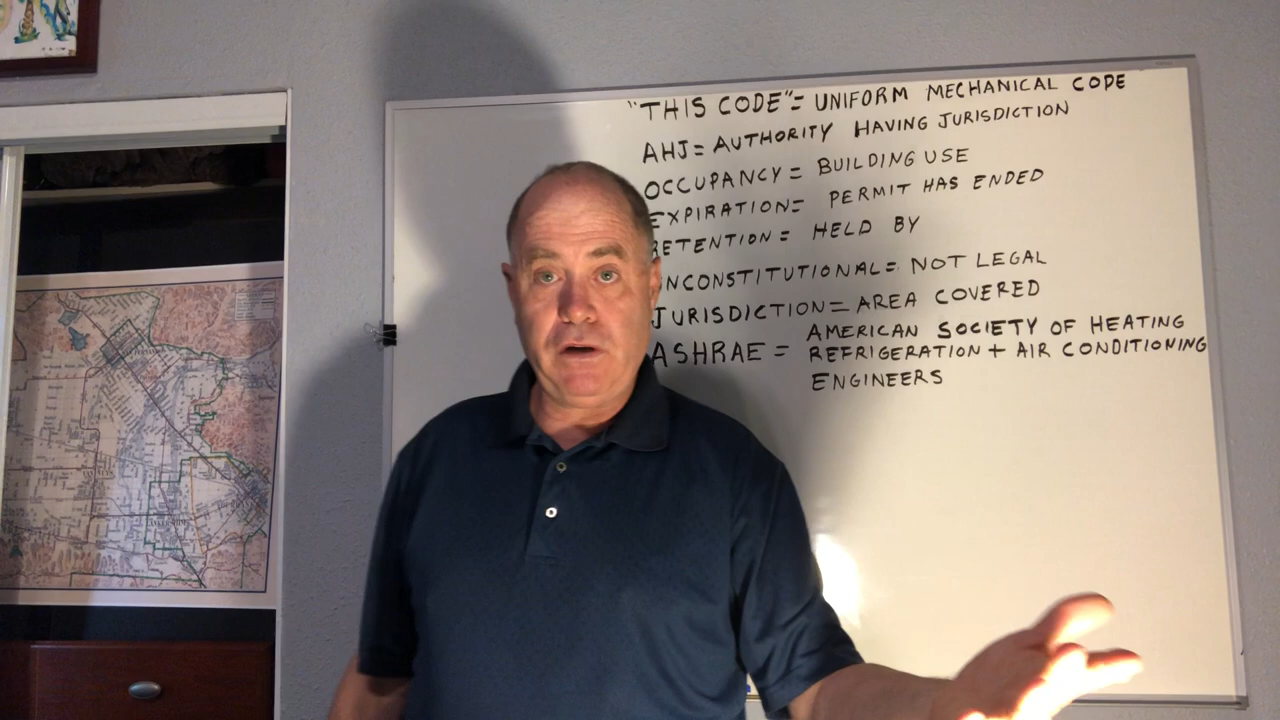 "THIS CODE"= UNIFORM MECHANICAL CODE
AHJ= AUTHORITY HAVING JURISDICTION
OCCUPANCY= BUILDING USE
EXPIRATION= PERMIT HAS ENDED
RETENTION= HELD BY
UNCONSTITUTIONAL= NOT LEGAL
JURISDICTION= AREA COVERED
ASHRAE = AMERICAN SOCIETY OF HEATING
REFRIGERATION + AIR CONDITIONING
ENGINEERS